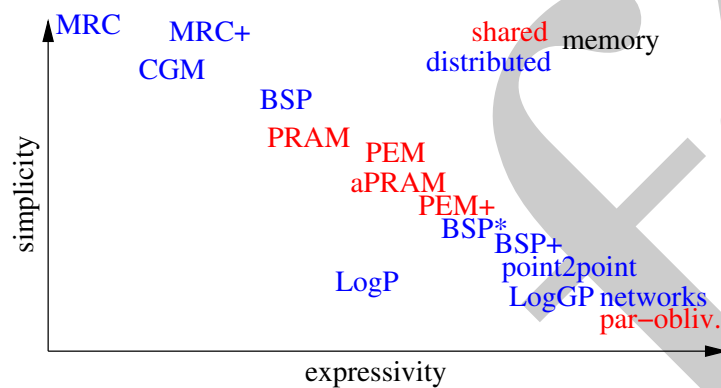 MRC
MRC+
shared
memory
distributed
CGM
BSP
PRAM
PEM
aPRAM
PEM+
BSP*
BSP+
point2point
LogP
LogGP networks
par-obliv.
simplicity
expressivity